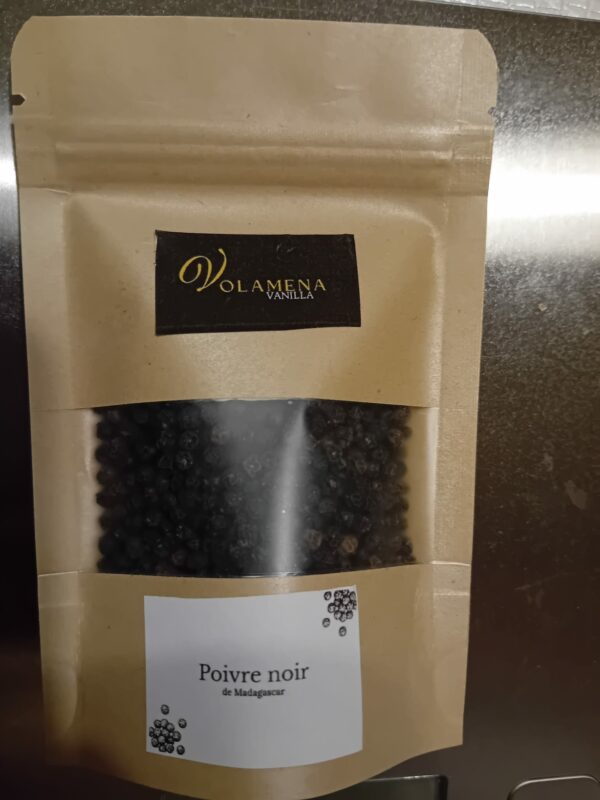 VOLAMENA
VANILLA
Poivre noir
de Madagascar